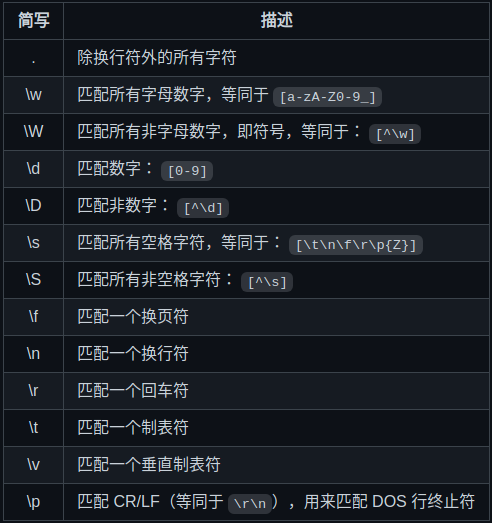 简写 描述
. 除换行符外的所有字符
\w 匹配所有字母数字，等同于 [a-zA-Z0-9_]
\W 匹配所有非字母数字，即符号，等同于： [^\w]
\d 匹配数字： [0-9]
\D 匹配非数字： [^\d]
\s 匹配所有空格字符，等同于： [\t\n\f\r\p{Z}]
\S 匹配所有非空格字符： [^\s]
\f 匹配一个换页符
\n 匹配一个换行符
\r 匹配一个回车符
\t 匹配一个制表符
\v 匹配一个垂直制表符
\p 匹配 CR/LF（等同于 \r\n），用来匹配 DOS 行终止符